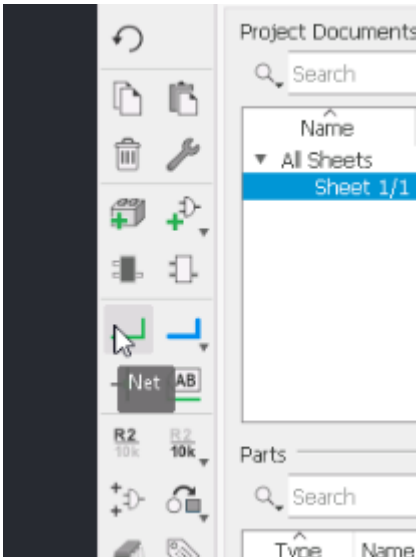 Project Documents
Search
Name
All Sheets
Sheet 1/1
Net
AB
R2
10k
R2
10k
Parts
Search
Type
Name